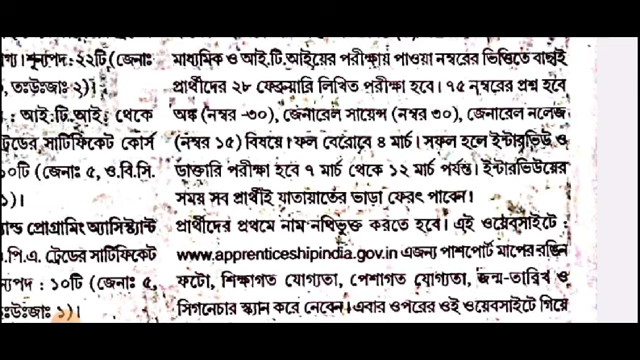 গ্য। শূন্যপদ : ২২টি (জেনাঃ
, তঃউঃজাঃ ২)।
. : আই.টি.আই. থেকে
ট্রেডের সার্টিফিকেট কোর্স
০টি (জেনাঃ ৫, ও.বি.সি.
১)।
্যান্ড প্রোগ্রামিং অ্যাসিস্ট্যান্ট
.পি.এ. ট্রেডের সার্টিফিকেট
ন্যপদ : ১০টি (জেনাঃ ৫,
ঃউঃজাঃ ১)।
মাধ্যমিক ও আই.টি.আইয়ের পরীক্ষায় পাওয়া নম্বরের ভিত্তিতে বাছাই
প্রার্থীদের ২৮ ফেব্রুয়ারি লিখিত পরীক্ষা হবে। ৭৫ নম্বরের প্রশ্ন হবে
অঙ্ক (নম্বর -৩০), জেনারেল সায়েন্স (নম্বর ৩০), জেনারেল নলেজ
(নম্বর ১৫) বিষয়ে। ফল বেরোবে ৪ মার্চ। সফল হলে ইন্টারভিউ ও
ডাক্তারি পরীক্ষা হবে ৭ মার্চ থেকে ১২ মার্চ পর্যন্ত। ইন্টারভিউয়ের
সময় সব প্রার্থীই যাতায়াতের ভাড়া ফেরৎ পাবেন।
প্রার্থীদের প্রথমে নাম-নথিভুক্ত করতে হবে। এই ওয়েবসাইটে :
www.apprenticeshipindia.gov.in এজন্য পাশপোর্ট মাপের রঙিন
ফটো, শিক্ষাগত যোগ্যতা, পেশাগত যোগ্যতা, জন্ম-তারিখ ও
সিগনেচার স্ক্যান করে নেবেন। এবার ওপরের ওই ওয়েবসাইটে গিয়ে